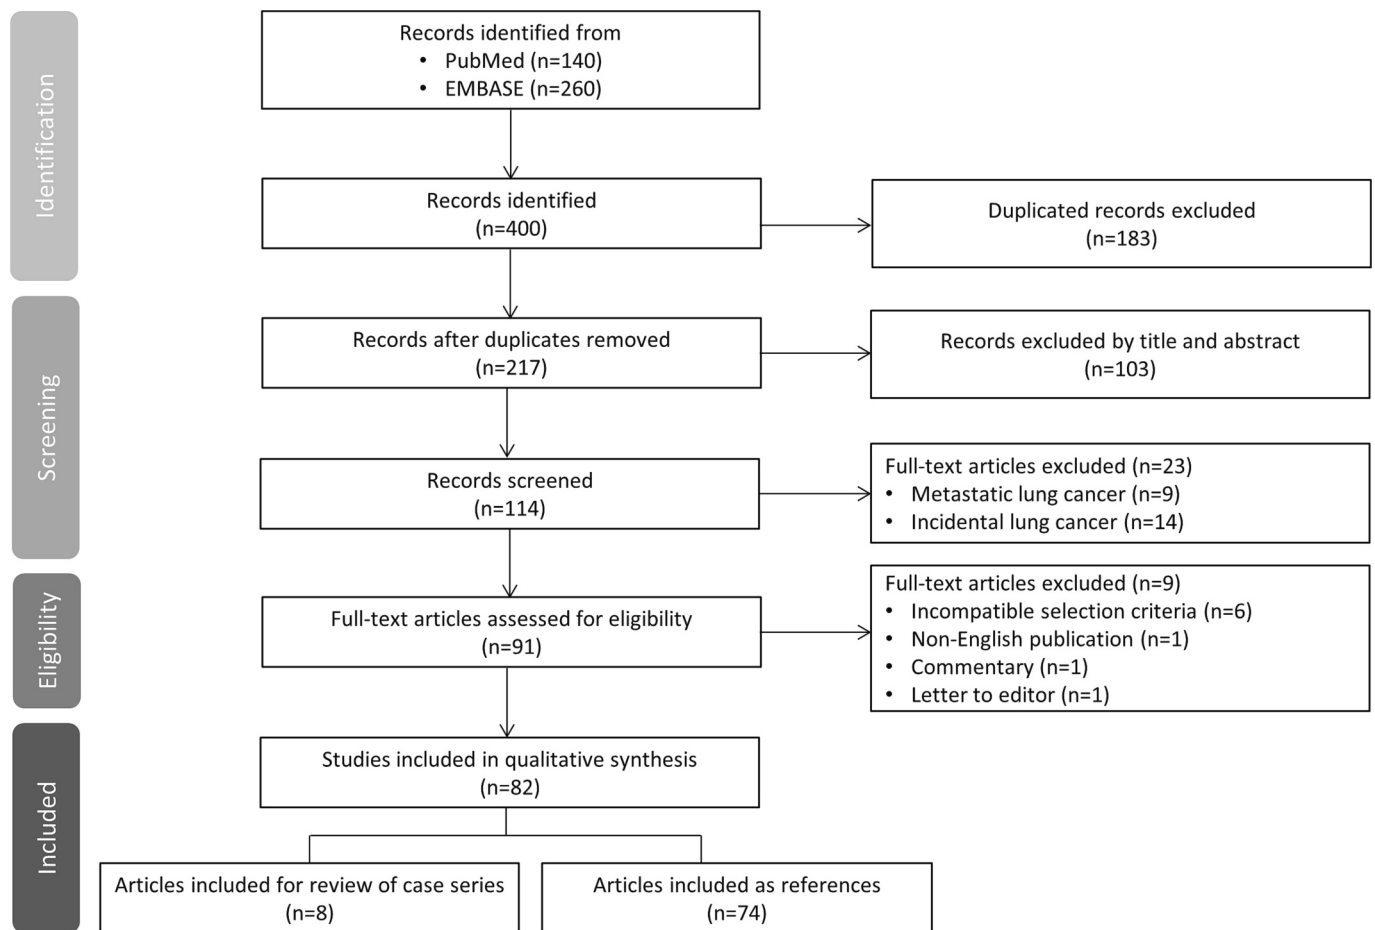 Identification
Records identified from
• PubMed (n=140)
• EMBASE (n=260)
Records identified
(n=400)
Duplicated records excluded
(n=183)
Screening
Records after duplicates removed
(n=217)
Records excluded by title and abstract
(n=103)
Records screened
(n=114)
Full-text articles excluded (n=23)
• Metastatic lung cancer (n=9)
• Incidental lung cancer (n=14)
Eligibility
Full-text articles assessed for eligibility
(n=91)
Full-text articles excluded (n=9)
• Incompatible selection criteria (n=6)
• Non-English publication (n=1)
• Commentary (n=1)
• Letter to editor (n=1)
Included
Studies included in qualitative synthesis
(n=82)
Articles included for review of case series
(n=8)
Articles included as references
(n=74)